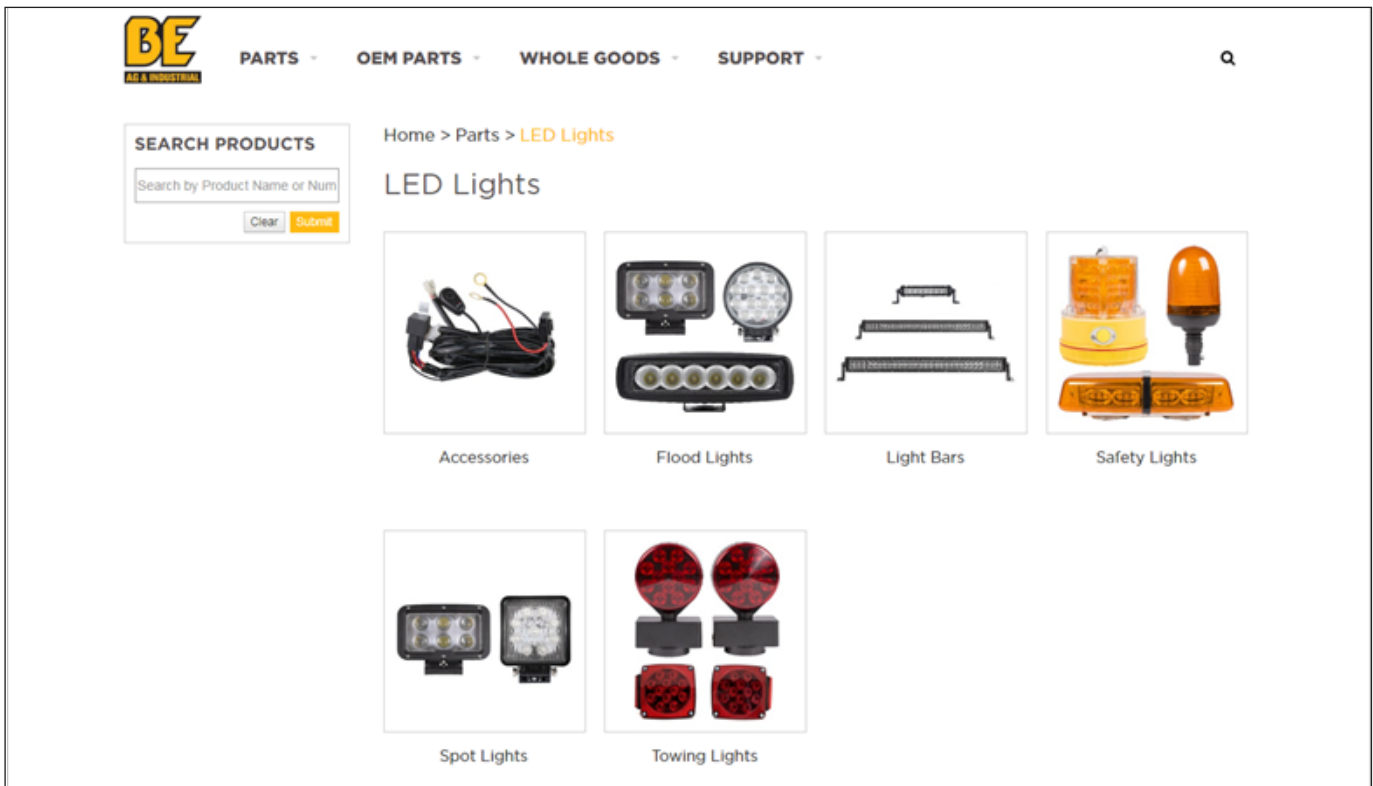 BE
AG & INDUSTRIAL
PARTS
OEM PARTS
WHOLE GOODS
SUPPORT
SEARCH PRODUCTS
Search by Product Name or Num
Clear
Submit
Home > Parts > LED Lights
LED Lights
Accessories
Flood Lights
Light Bars
Safety Lights
Spot Lights
Towing Lights